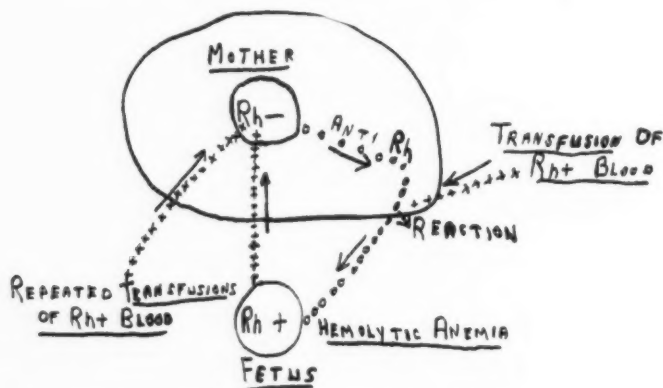 MOTHER
Rh-
ANTI Rh
TRANSFUSION OF
Rh+ BLOOD
REACTION
REPEATED TRANSFUSIONS
OF Rh+ BLOOD
Rh+
HEMOLYTIC ANEMIA
FETUS